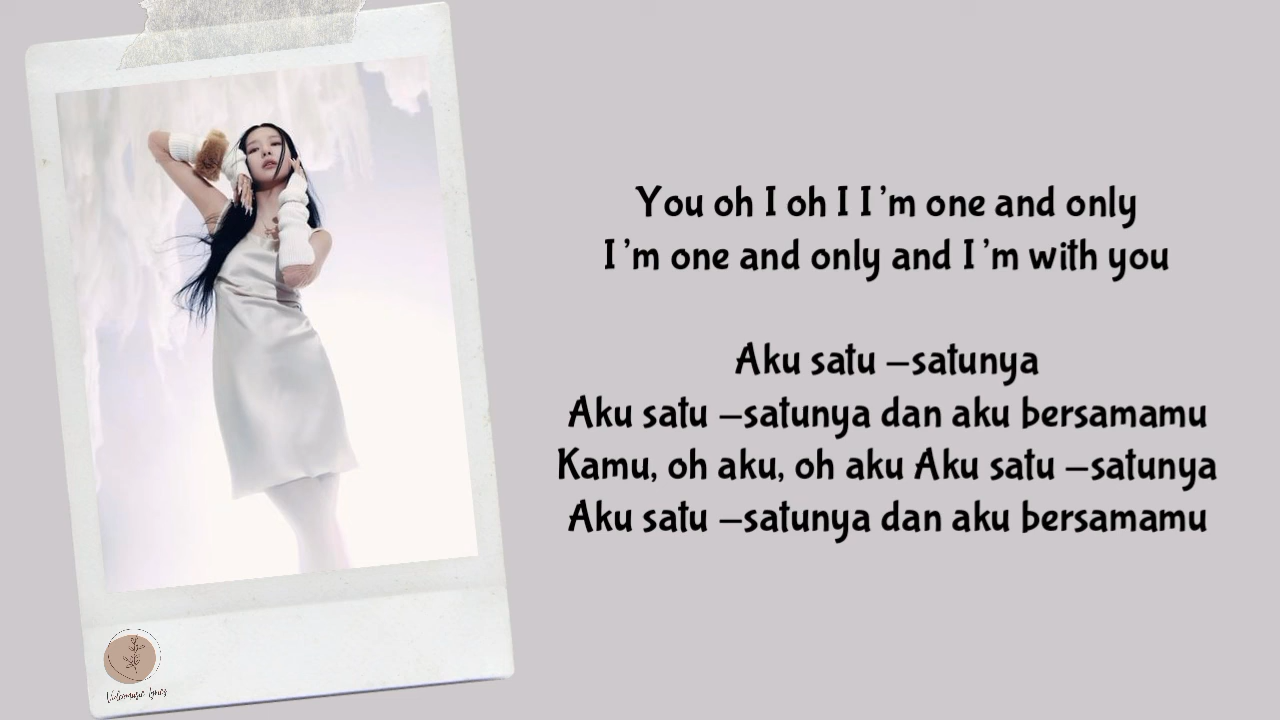 You oh I oh I I'm one and only
I'm one and only and I'm with you
Aku satu –satunya
Aku satu –satunya dan aku bersamamu
Kamu, oh aku, oh aku Aku satu –satunya
Aku satu –satunya dan aku bersamamu